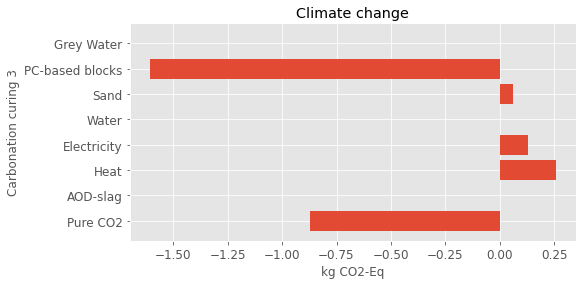 Climate change
Carbonation curing 3
Grey Water
PC-based blocks
Sand
Water
Electricity
Heat
AOD-slag
Pure CO2
−1.50 −1.25 −1.00 −0.75 −0.50 −0.25 0.00 0.25
kg CO2-Eq